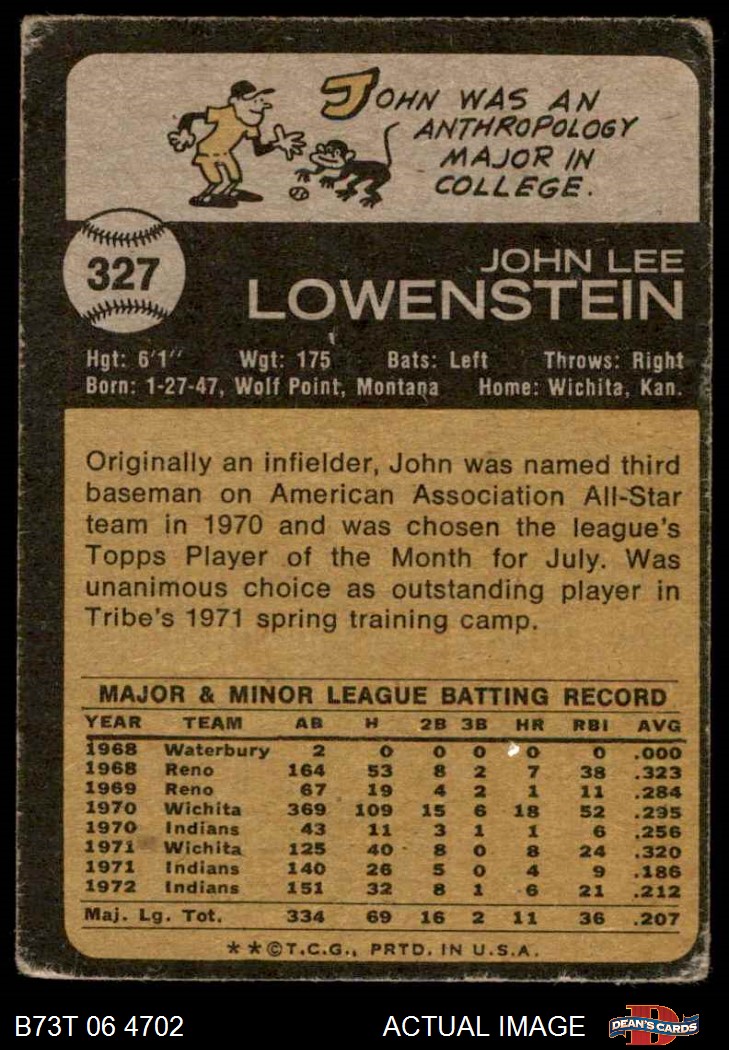 JOHN WAS AN
ANTHROPOLOGY
MAJOR IN
COLLEGE.
327
JOHN LEE
LOWENSTEIN
Hgt: 6'1" Wgt: 175 Bats: Left Throws: Right
Born: 1-27-47, Wolf Point, Montana Home: Wichita, Kan.
Originally an infielder, John was named third
baseman on American Association All-Star
team in 1970 and was chosen the league's
Topps Player of the Month for July. Was
unanimous choice as outstanding player in
Tribe's 1971 spring training camp.
MAJOR & MINOR LEAGUE BATTING RECORD
YEAR TEAM AB H 2B 3B HR RBI AVG
1968 Waterbury 2 0 0 0 0 0 .000
1968 Reno 164 53 8 2 7 38 .323
1969 Reno 67 19 4 2 1 11 .284
1970 Wichita 369 109 15 6 18 52 .295
1970 Indians 43 11 3 1 1 6 .256
1971 Wichita 125 40 8 0 8 24 .320
1971 Indians 140 26 5 0 4 9 .186
1972 Indians 151 32 8 1 6 21 .212
Maj. Lg. Tot. 334 69 16 2 11 36 .207
**©T.C.G., PRTD. IN U.S.A.
B73T 06 4702 ACTUAL IMAGE D DEAN'S CARDS